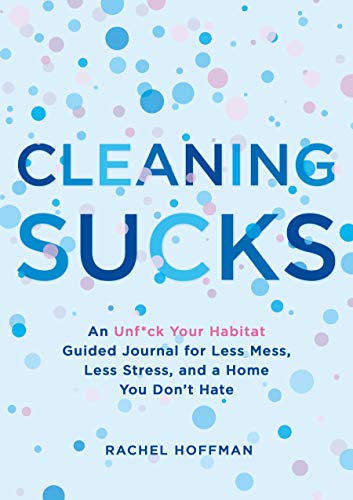 CLEANING
SUCKS
An Unf*ck Your Habitat
Guided Journal for Less Mess,
Less Stress, and a Home
You Don't Hate
RACHEL HOFFMAN